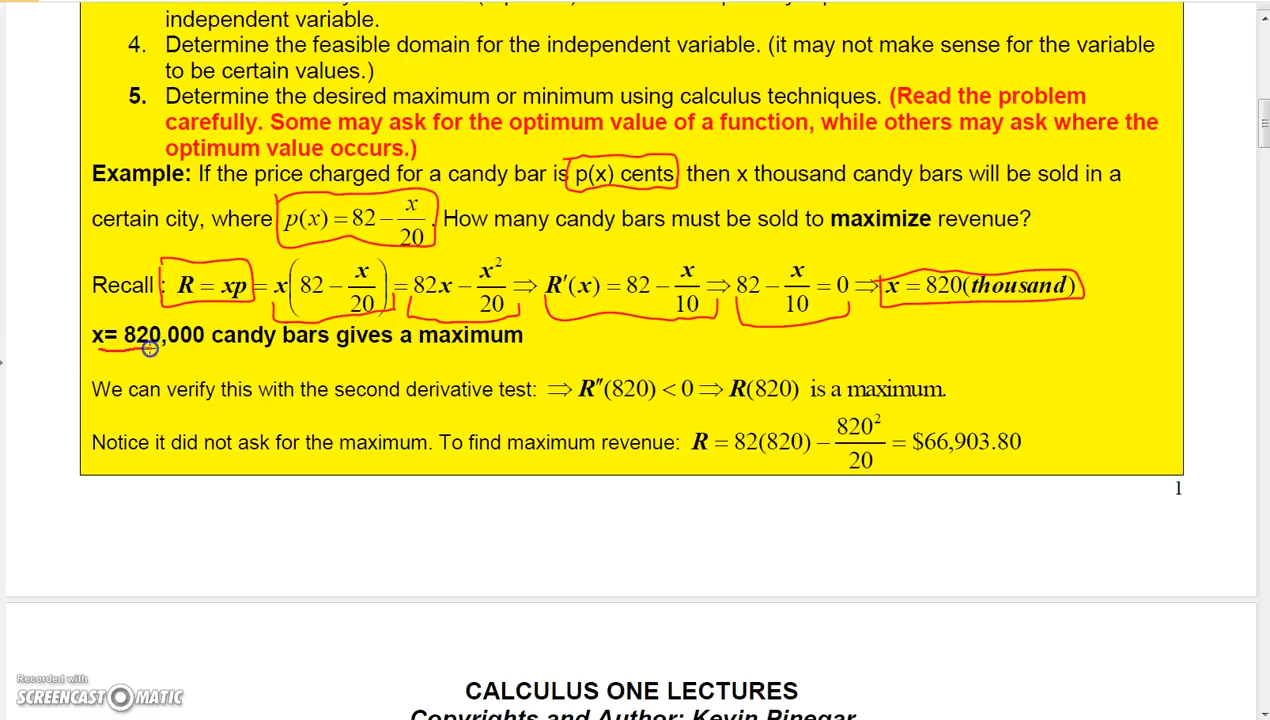 independent variable.
4. Determine the feasible domain for the independent variable. (it may not make sense for the variable
to be certain values.)
5. Determine the desired maximum or minimum using calculus techniques. (Read the problem
carefully. Some may ask for the optimum value of a function, while others may ask where the
optimum value occurs.)
Example: If the price charged for a candy bar is p(x) cents, then x thousand candy bars will be sold in a
certain city, where p(x) = 82 − x/20. How many candy bars must be sold to maximize revenue?
Recall : R = xp = x(82 − x/20) = 82x − x²/20 ⇒ R′(x) = 82 − x/10 ⇒ 82 − x/10 = 0 ⇒ x = 820(thousand)
x= 820,000 candy bars gives a maximum
We can verify this with the second derivative test: ⇒ R″(820) < 0 ⇒ R(820) is a maximum.
Notice it did not ask for the maximum. To find maximum revenue: R = 82(820) − 820²/20 = $66,903.80
1
Recorded with
SCREENCAST O MATIC
CALCULUS ONE LECTURES
Copyrights and Author: Kevin Pinegar